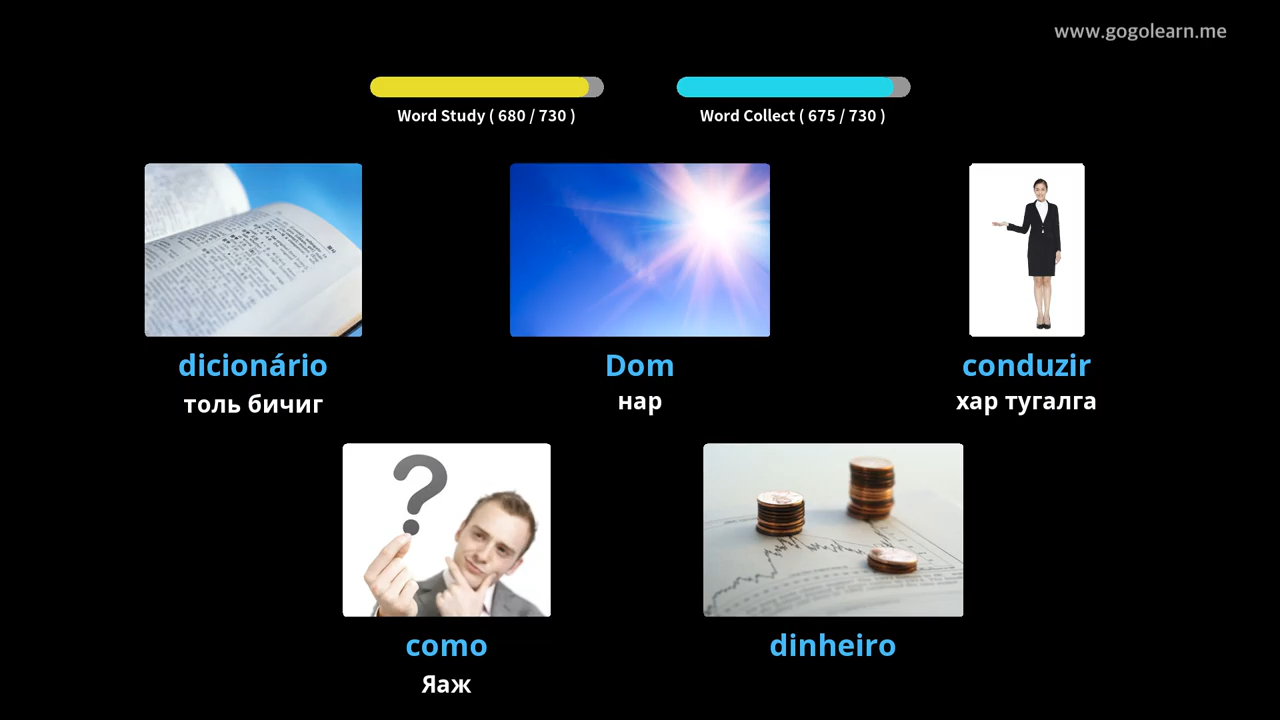 www.gogolearn.me
Word Study ( 680 / 730 )
Word Collect ( 675 / 730 )
dicionário
толь бичиг
Dom
нар
conduzir
хар тугалга
como
Яаж
dinheiro